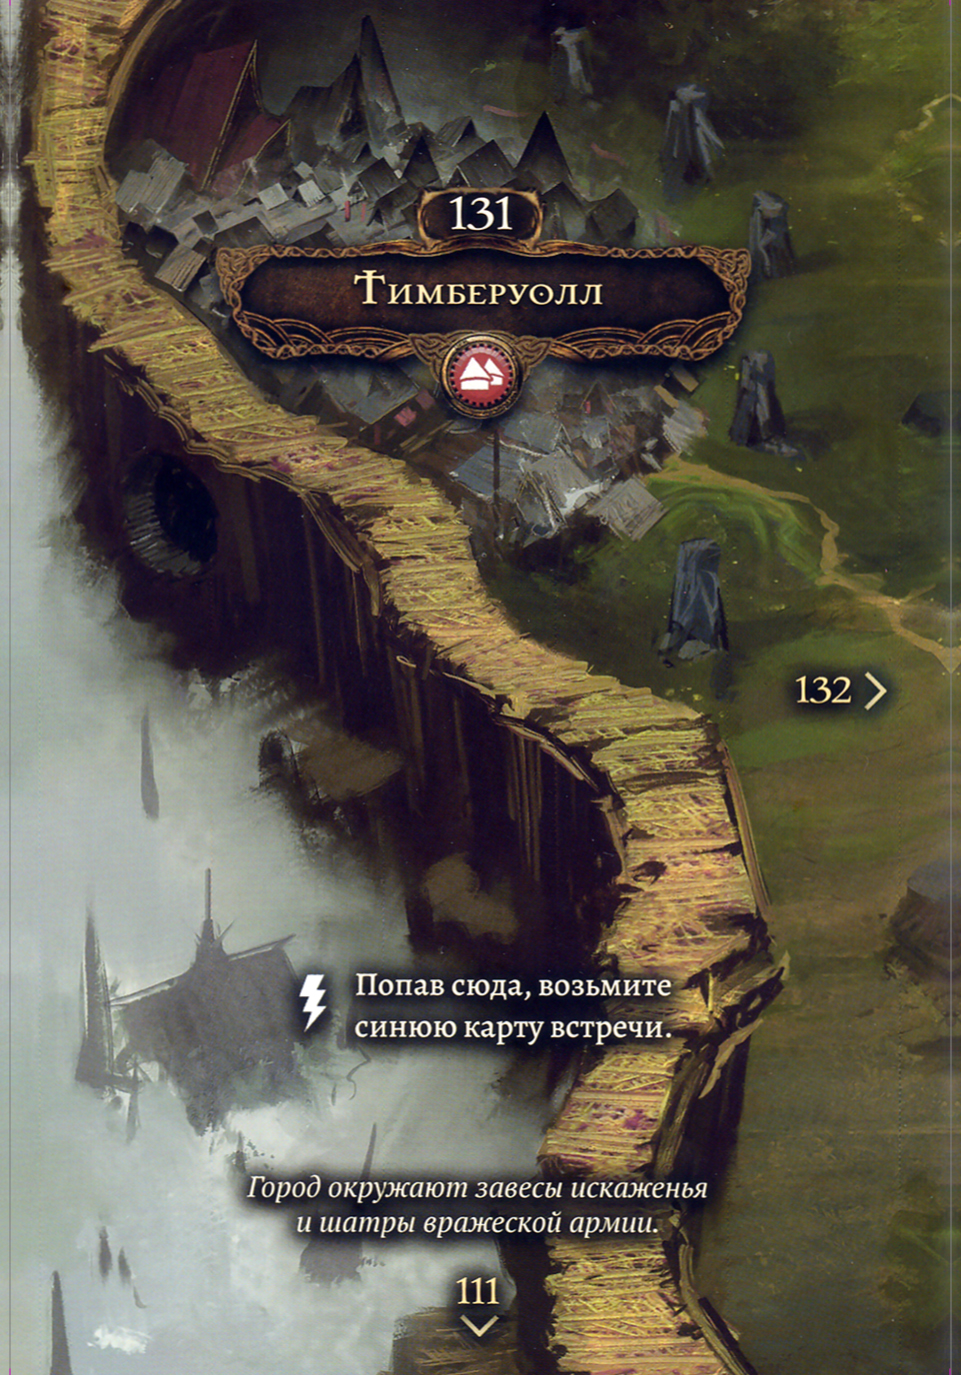 131
Тимберуолл
132
Попав сюда, возьмите
синюю карту встречи.
Город окружают завесы искаженья
и шатры вражеской армии.
111